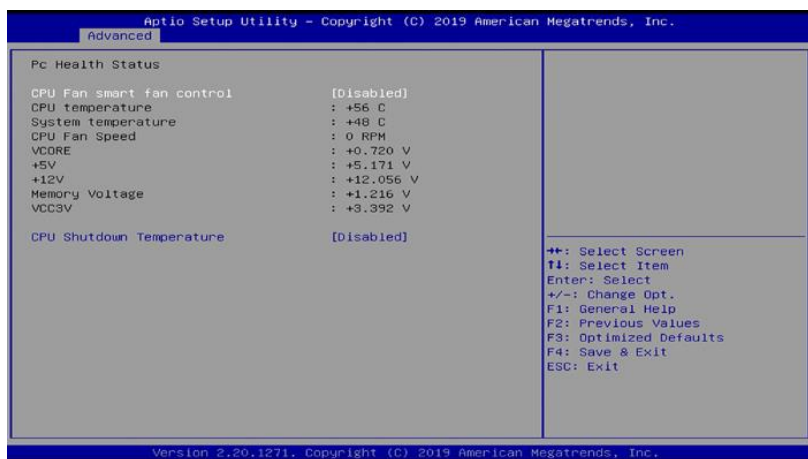 Aptio Setup Utility – Copyright (C) 2019 American Megatrends, Inc.
Advanced
Pc Health Status
CPU Fan smart fan control [Disabled]
CPU temperature : +56 C
System temperature : +48 C
CPU Fan Speed : 0 RPM
VCORE : +0.720 V
+5V : +5.171 V
+12V : +12.056 V
Memory Voltage : +1.216 V
VCC3V : +3.392 V
CPU Shutdown Temperature [Disabled]
→←: Select Screen
↑↓: Select Item
Enter: Select
+/-: Change Opt.
F1: General Help
F2: Previous Values
F3: Optimized Defaults
F4: Save & Exit
ESC: Exit
Version 2.20.1271. Copyright (C) 2019 American Megatrends, Inc.